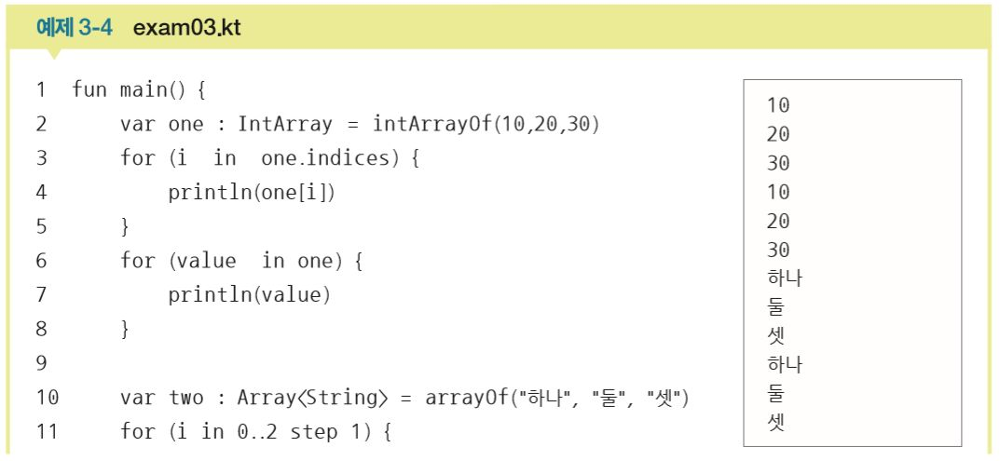 예제 3-4 exam03.kt
1 fun main() {
2 var one : IntArray = intArrayOf(10,20,30)
3 for (i in one.indices) {
4 println(one[i])
5 }
6 for (value in one) {
7 println(value)
8 }
9
10 var two : Array<String> = arrayOf("하나", "둘", "셋")
11 for (i in 0..2 step 1) {
10
20
30
10
20
30
하나
둘
셋
하나
둘
셋